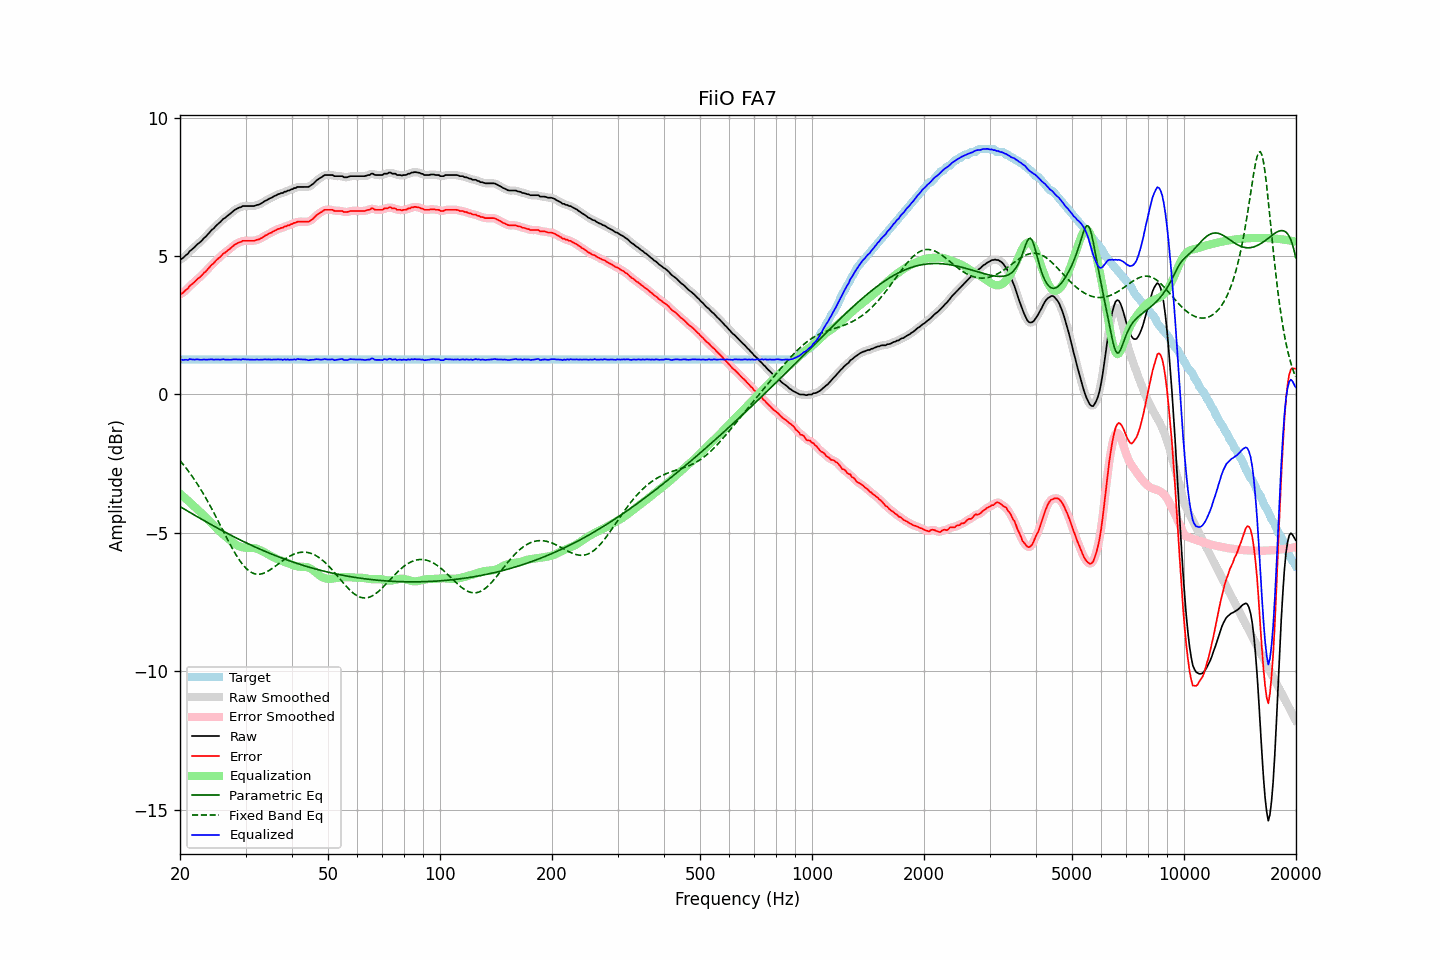 FiiO FA7
10
5
0
−5
−10
−15
Amplitude (dBr)
Target
Raw Smoothed
Error Smoothed
Raw
Error
Equalization
Parametric Eq
Fixed Band Eq
Equalized
20 50 100 200 500 1000 2000 5000 10000 20000
Frequency (Hz)